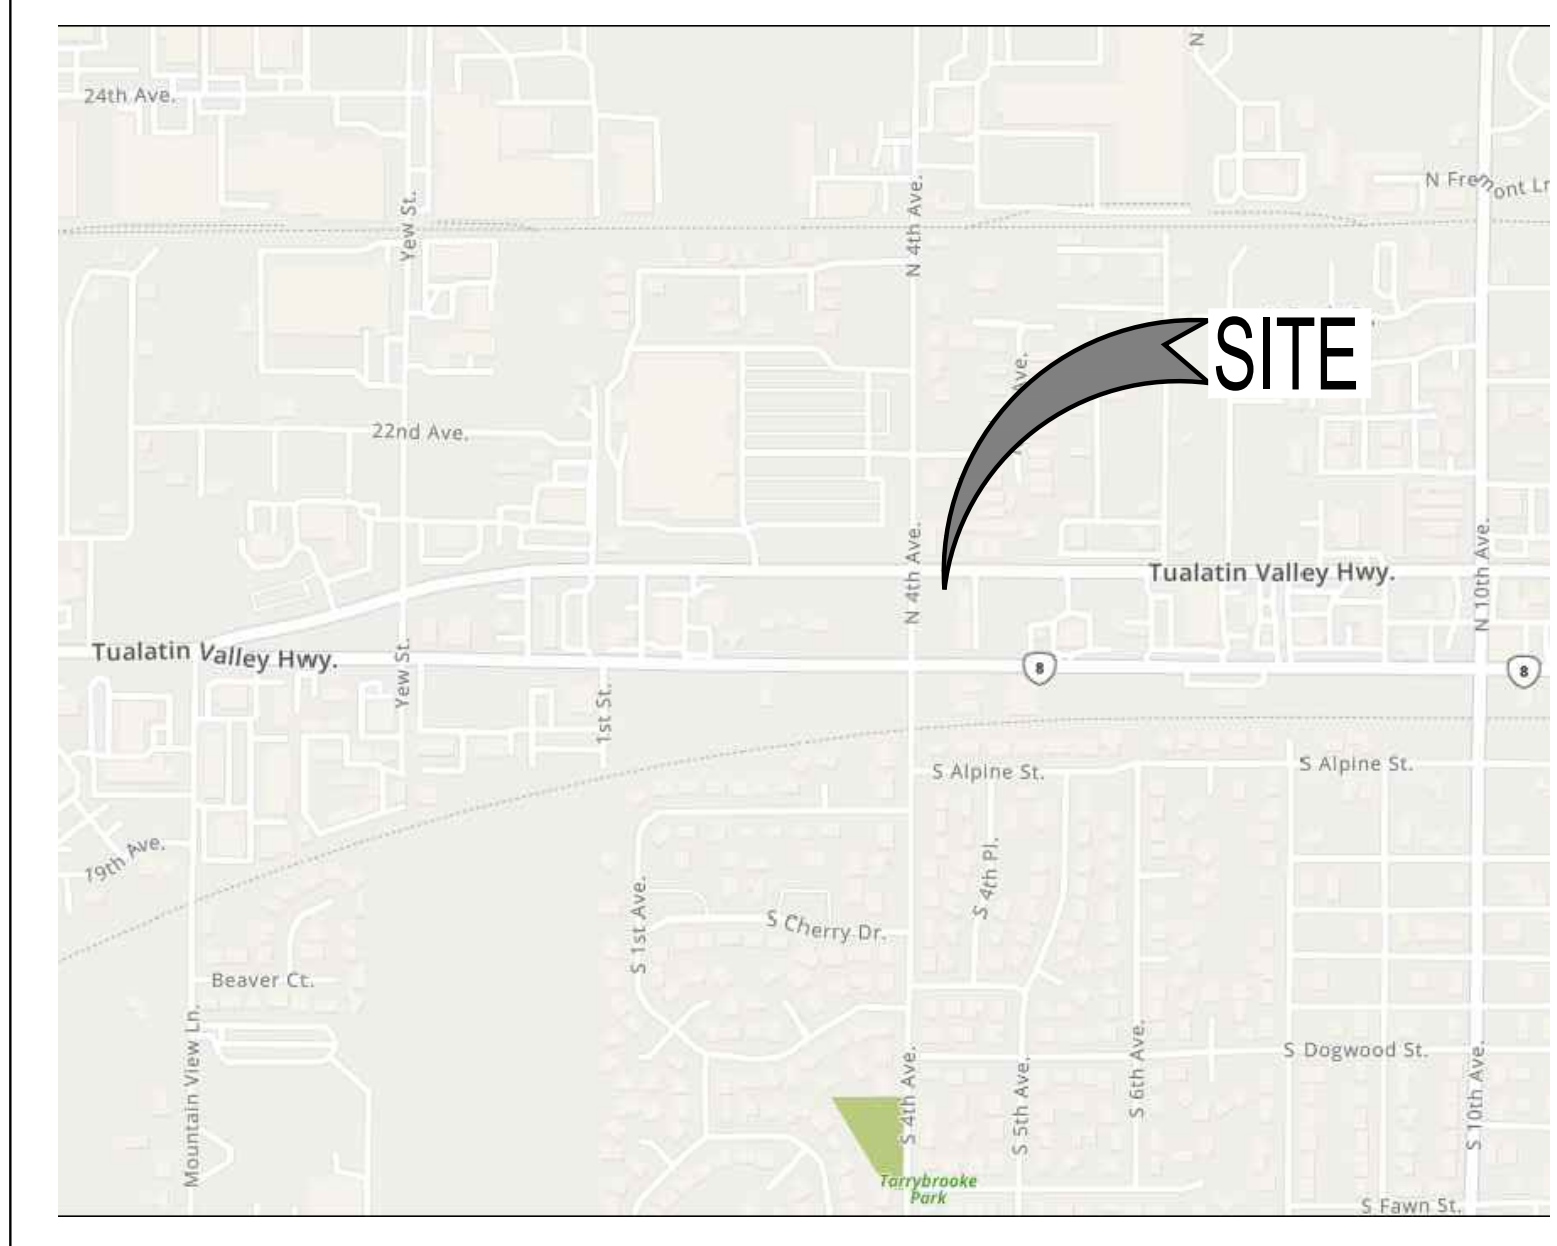 N
24th Ave.
N Fremont Ln
Yew St.
N 4th Ave.
SITE
Ave.
22nd Ave.
N 4th Ave.
Tualatin Valley Hwy.
N 10th Ave.
Tualatin Valley Hwy.
Yew St.
8
8
1st St.
S Alpine St.
S Alpine St.
19th Ave.
S 4th Pl.
S 1st Ave.
S Cherry Dr.
Beaver Ct.
Mountain View Ln.
S 4th Ave.
S 5th Ave.
S 6th Ave.
S Dogwood St.
S 10th Ave.
Tarrybrooke
Park
S Fawn St.